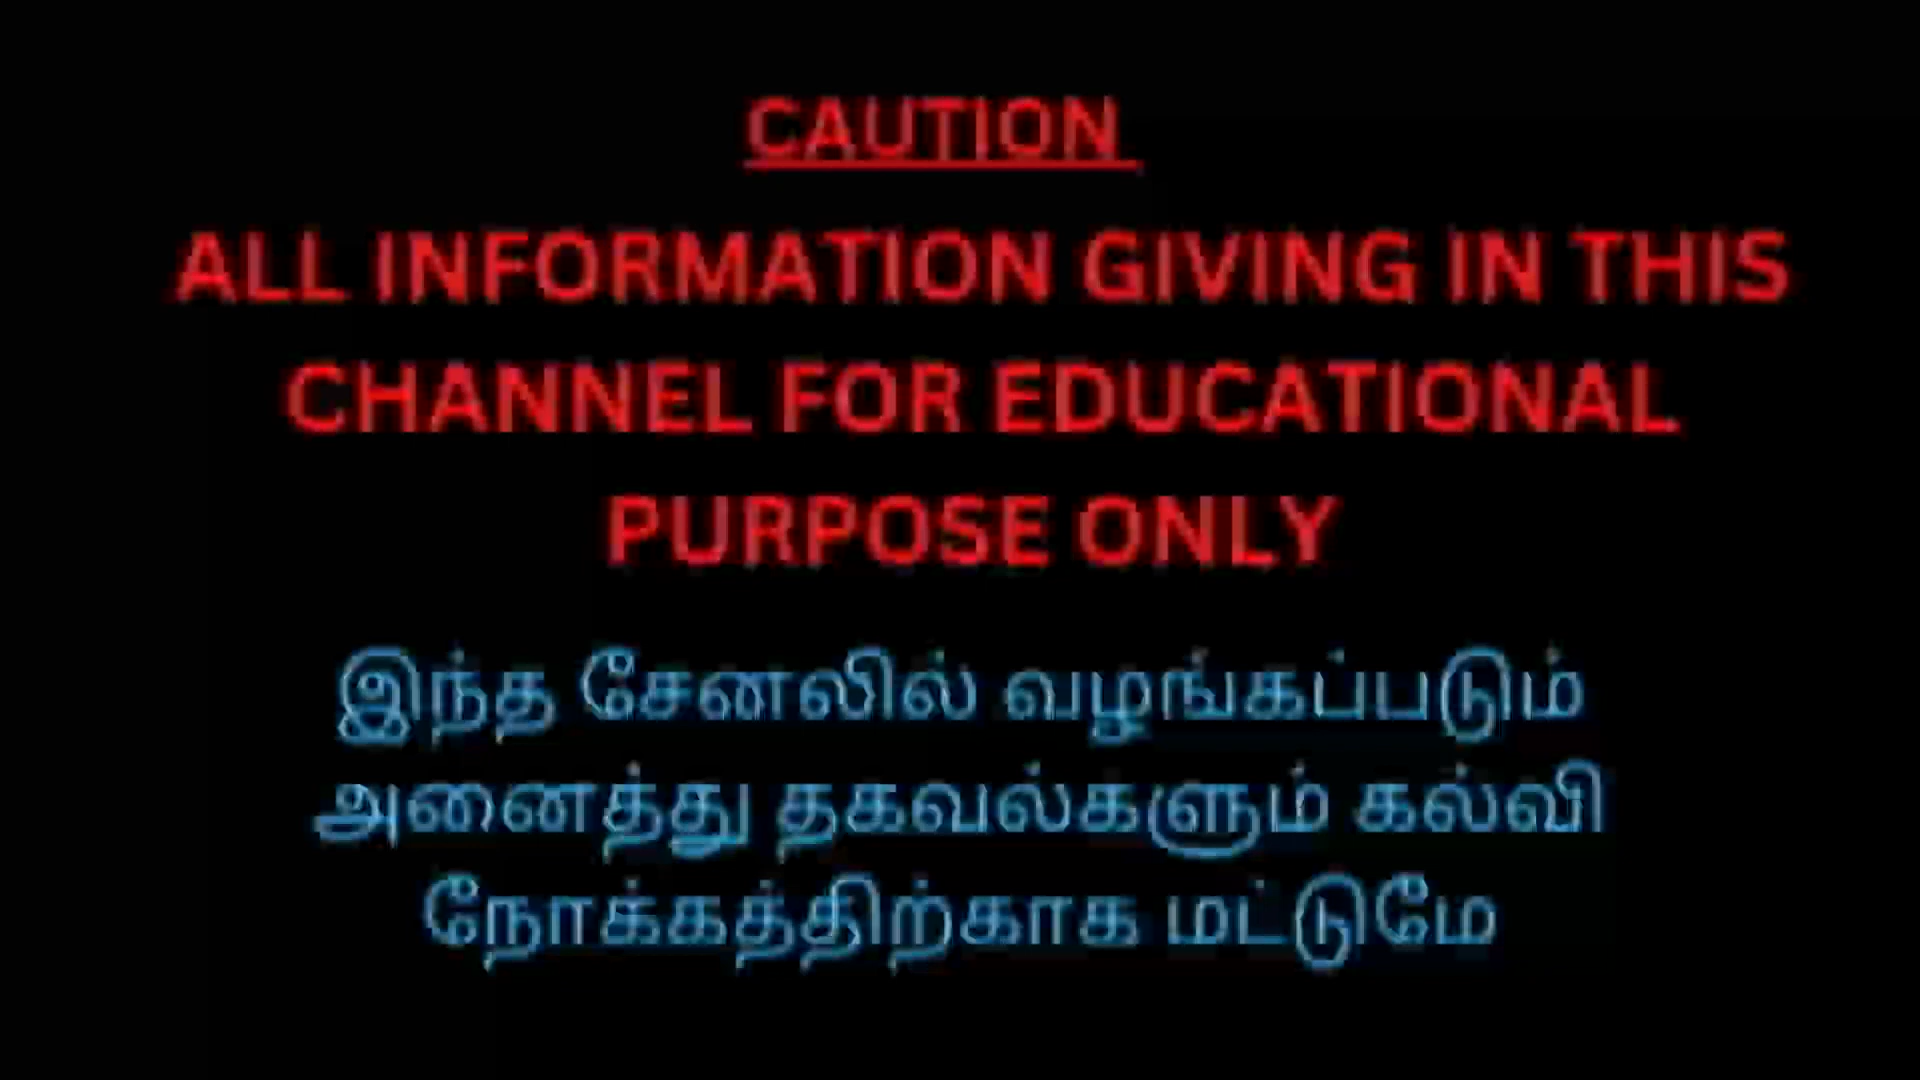 CAUTION
ALL INFORMATION GIVING IN THIS
CHANNEL FOR EDUCATIONAL
PURPOSE ONLY
இந்த சேனலில் வழங்கப்படும்
அனைத்து தகவல்களும் கல்வி
நோக்கத்திற்காக மட்டுமே